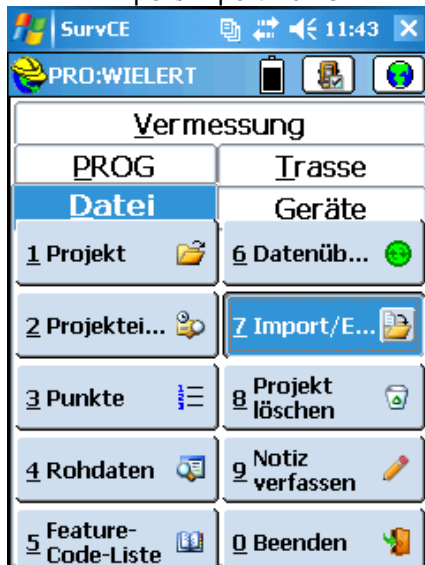 SurvCE 11:43
PRO:WIELERT
Vermessung
PROG Trasse
Datei Geräte
1 Projekt 6 Datenüb...
2 Projektei... 7 Import/E...
3 Punkte 8 Projekt löschen
4 Rohdaten 9 Notiz verfassen
5 Feature-Code-Liste 0 Beenden